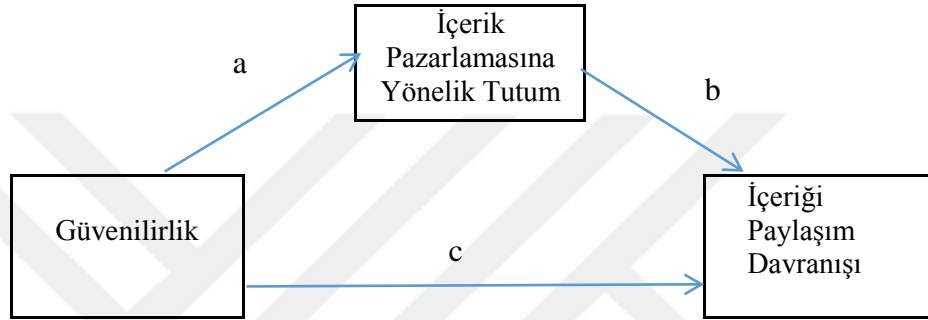 İçerik
Pazarlamasına
Yönelik Tutum
a
b
Güvenilirlik
İçeriği
Paylaşım
Davranışı
c